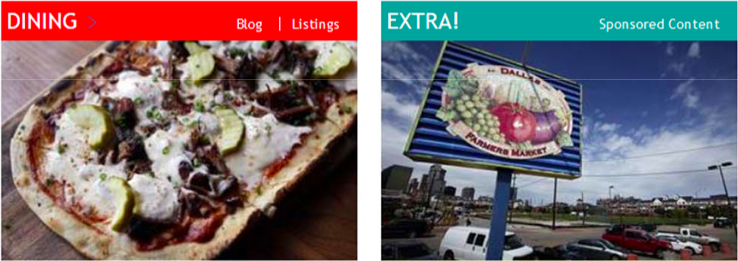 DINING >
Blog | Listings
EXTRA!
Sponsored Content
DALLAS
FARMERS MARKET